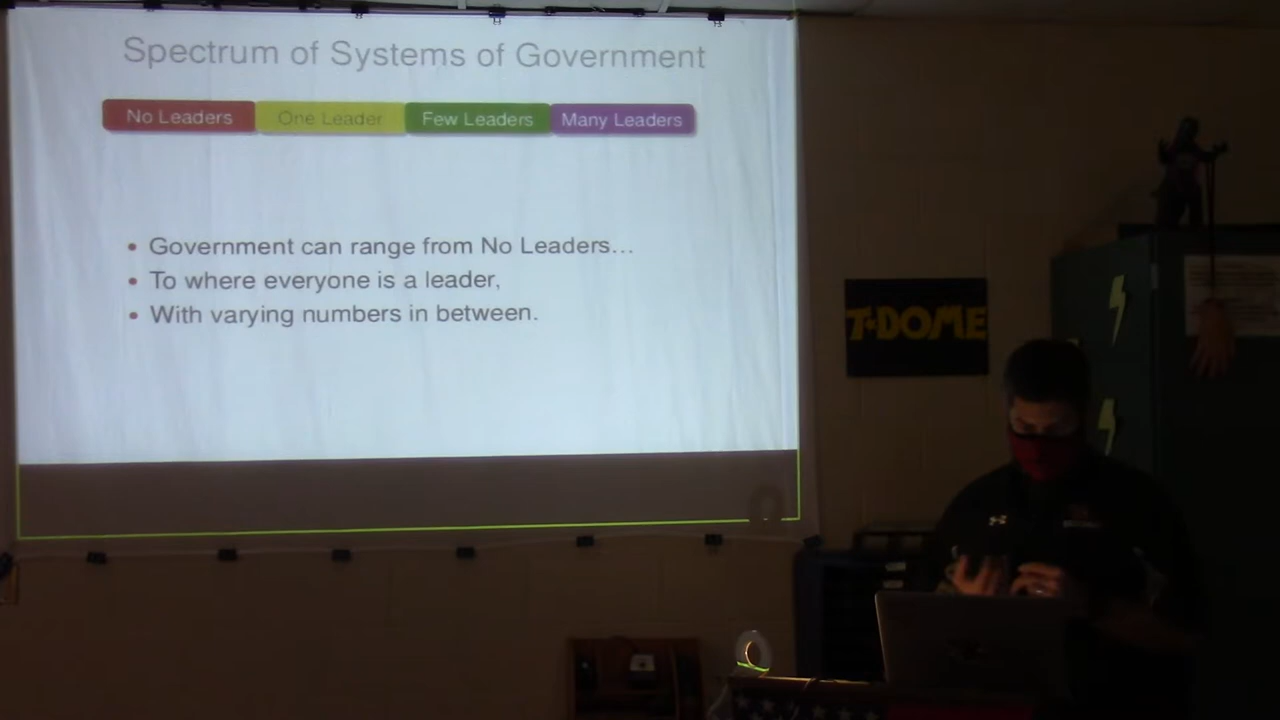 Spectrum of Systems of Government
No Leaders One Leader Few Leaders Many Leaders
• Government can range from No Leaders...
• To where everyone is a leader,
• With varying numbers in between.
T-DOME